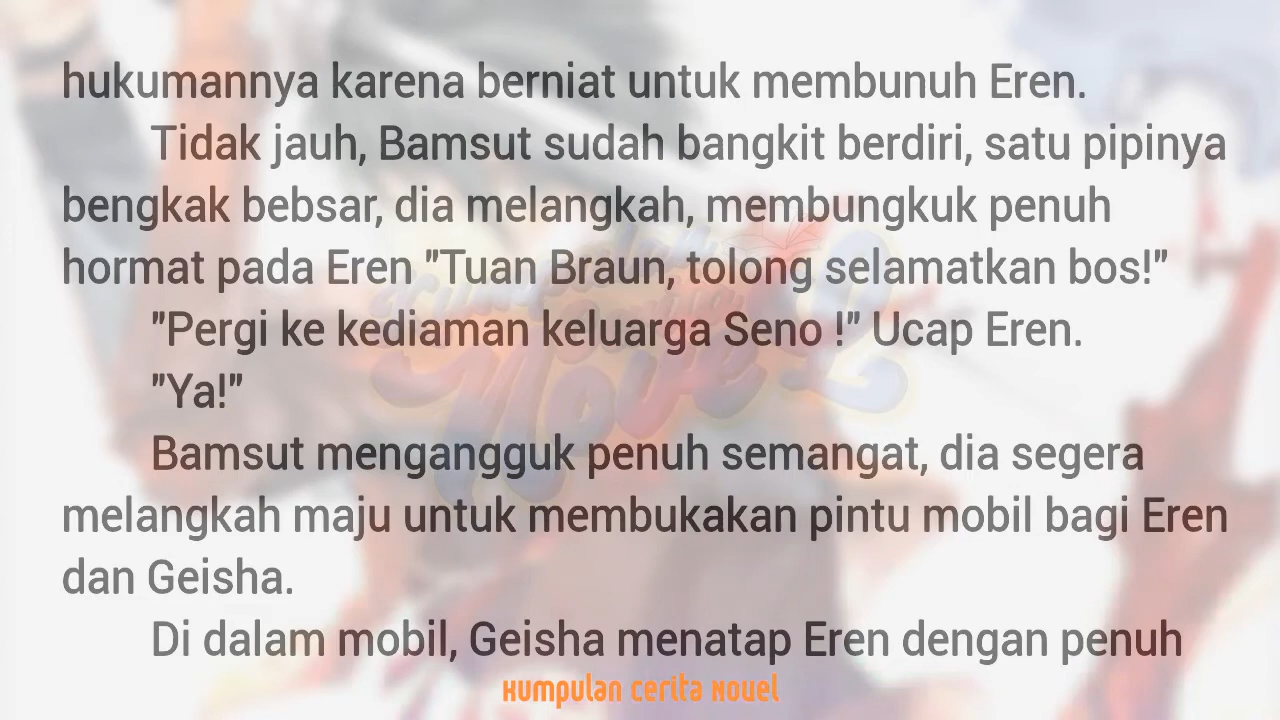 hukumannya karena berniat untuk membunuh Eren.
Tidak jauh, Bamsut sudah bangkit berdiri, satu pipinya
bengkak bebsar, dia melangkah, membungkuk penuh
hormat pada Eren "Tuan Braun, tolong selamatkan bos!"
"Pergi ke kediaman keluarga Seno !" Ucap Eren.
"Ya!"
Bamsut mengangguk penuh semangat, dia segera
melangkah maju untuk membukakan pintu mobil bagi Eren
dan Geisha.
Di dalam mobil, Geisha menatap Eren dengan penuh
Kumpulan cerita Novel